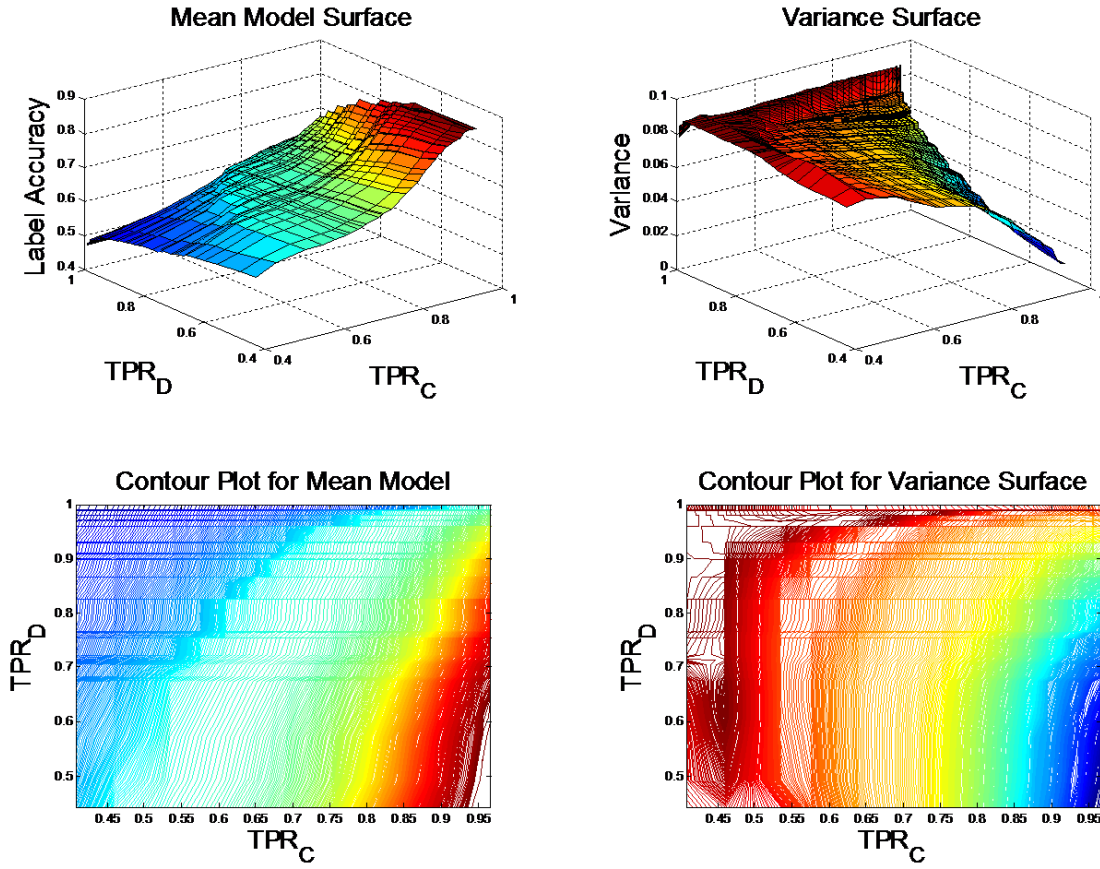 Mean Model Surface
Variance Surface
0.9
0.8
0.7
0.6
0.5
0.4
Label Accuracy
1
0.8
0.6
0.4
TPR_D
0.4
0.6
0.8
1
TPR_C
0.1
0.08
0.06
0.04
0.02
0
Variance
1
0.8
0.6
0.4
TPR_D
0.4
0.6
0.8
1
TPR_C
Contour Plot for Mean Model
1
0.9
0.8
0.7
0.6
0.5
TPR_D
0.45 0.5 0.55 0.6 0.65 0.7 0.75 0.8 0.85 0.9 0.95
TPR_C
Contour Plot for Variance Surface
1
0.9
0.8
0.7
0.6
0.5
TPR_D
0.45 0.5 0.55 0.6 0.65 0.7 0.75 0.8 0.85 0.9 0.95
TPR_C